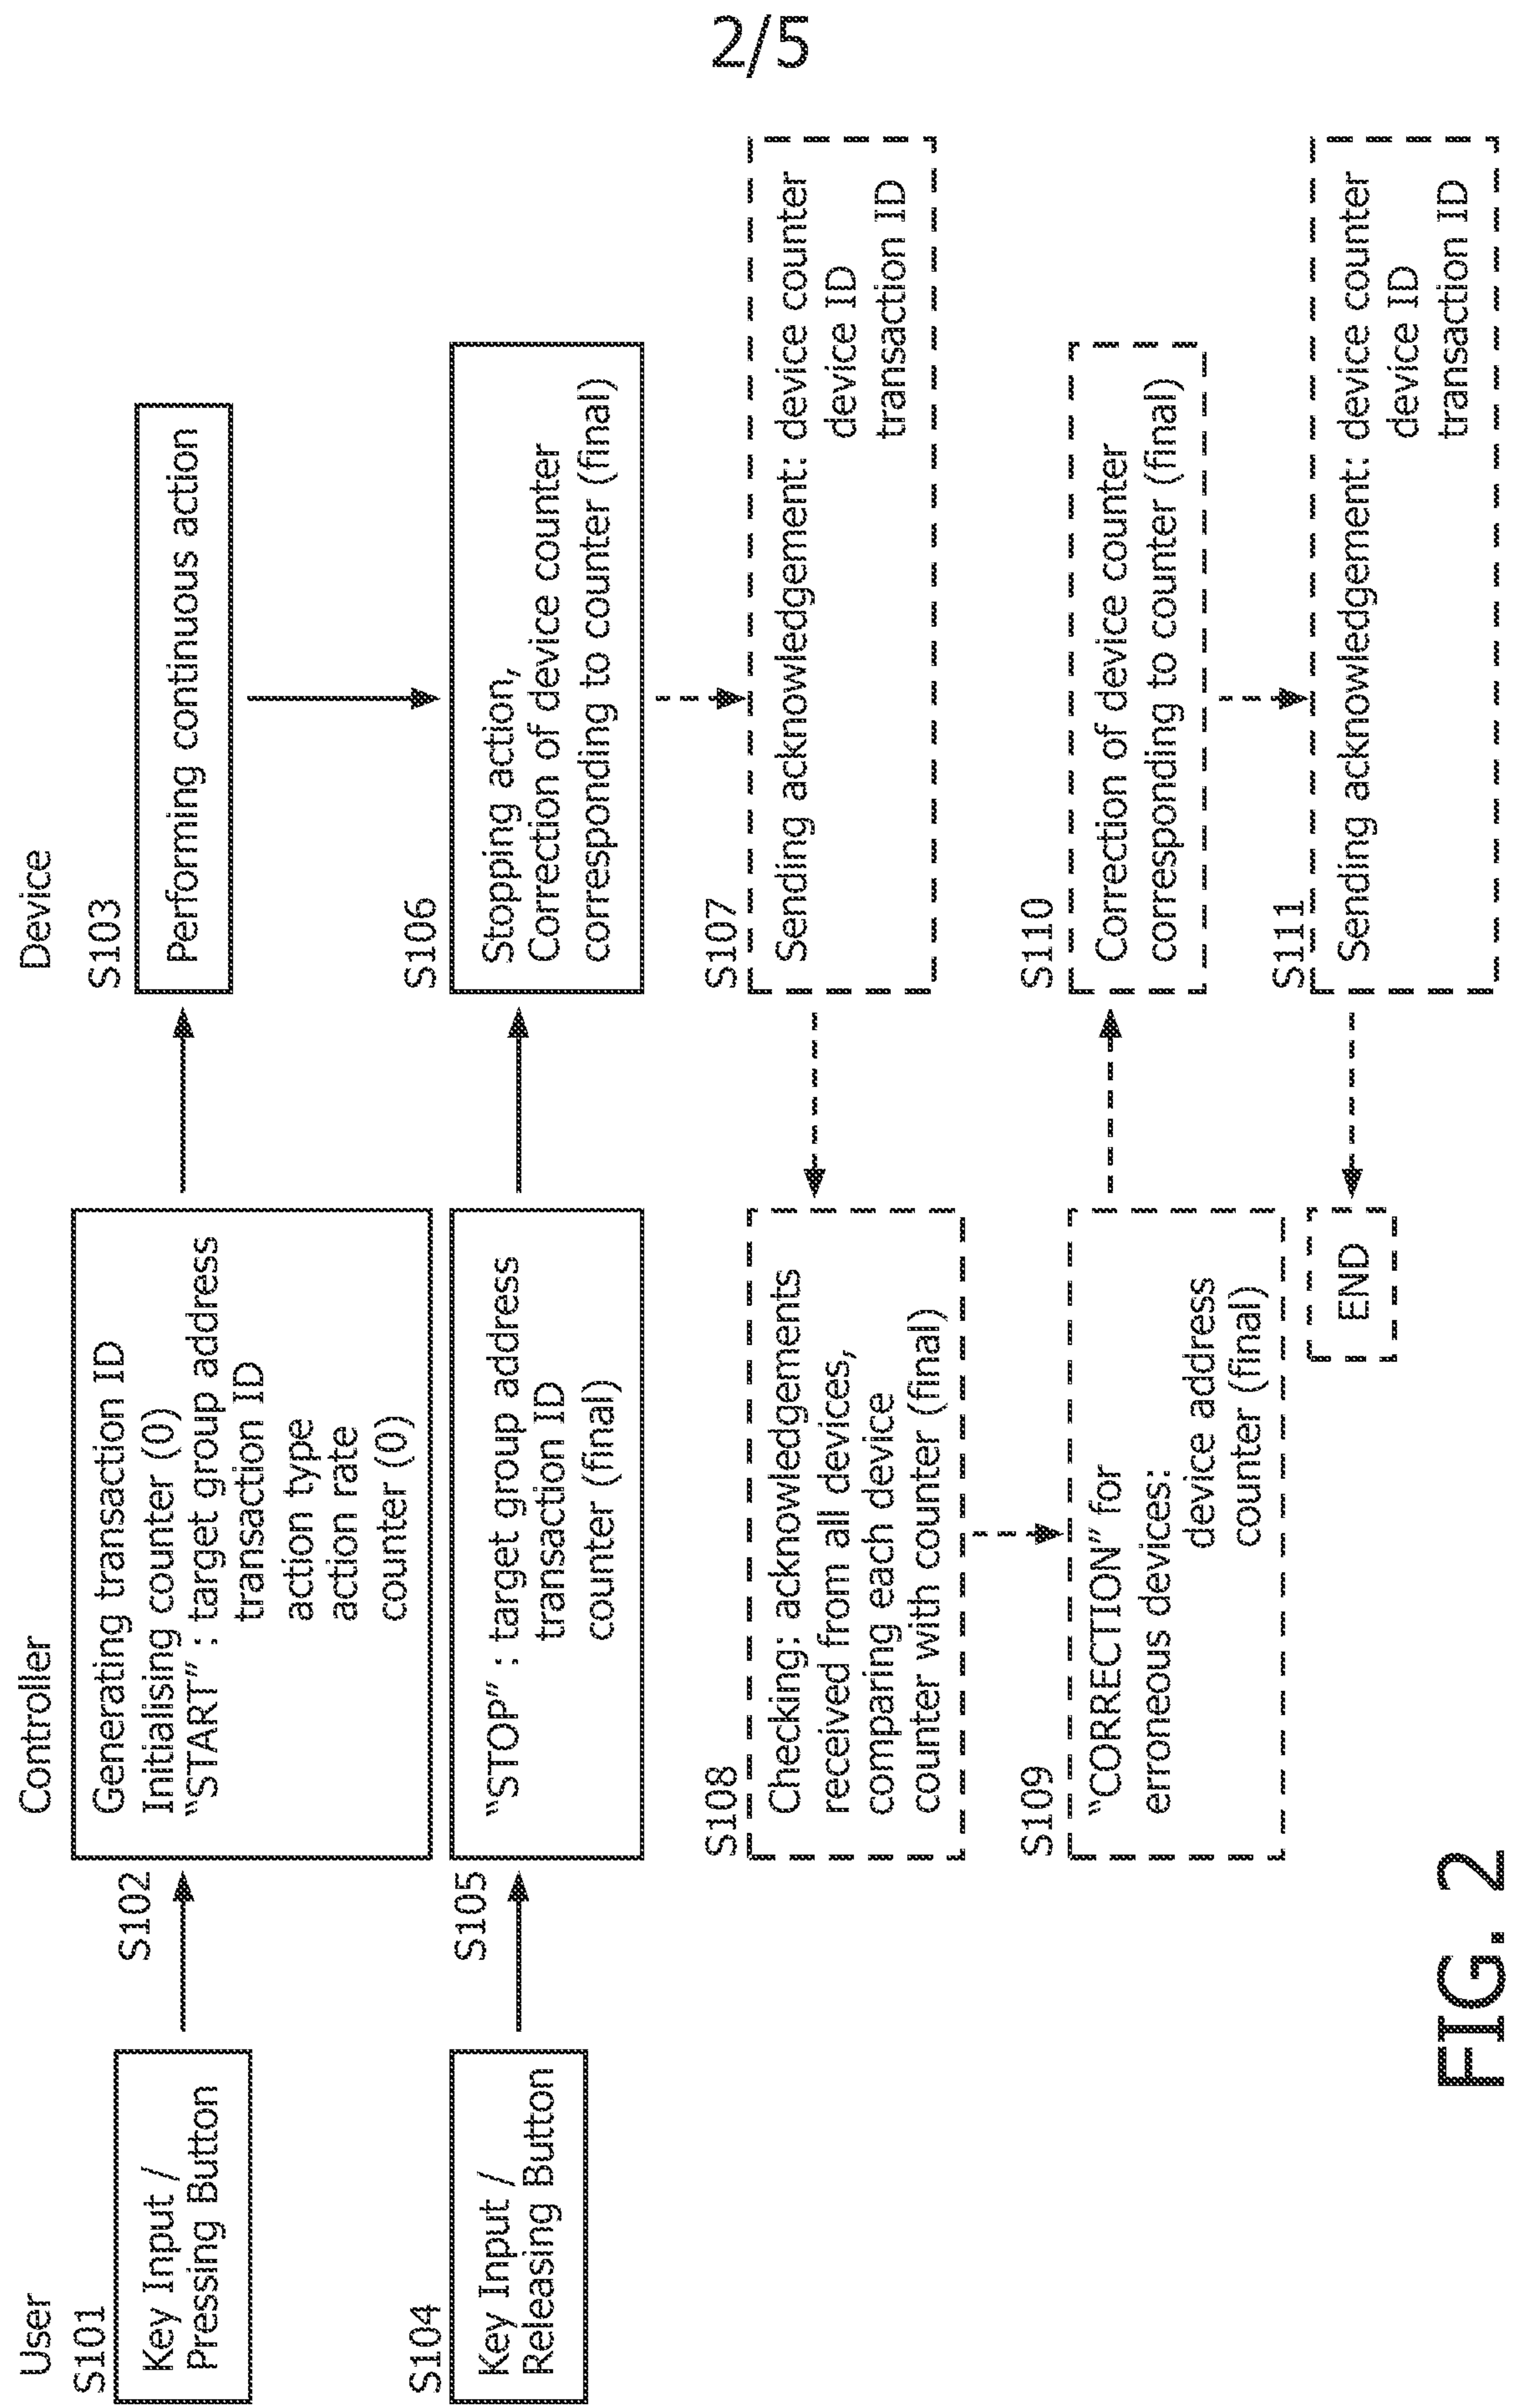 2/5
User
Controller
Device
S101
Key Input /
Pressing Button
S102
Generating transaction ID
Initialising counter (0)
“START” : target group address
transaction ID
action type
action rate
counter (0)
S103
Performing continuous action
S104
Key Input /
Releasing Button
S105
“STOP” : target group address
transaction ID
counter (final)
S106
Stopping action,
Correction of device counter
corresponding to counter (final)
S107
Sending acknowledgement: device counter
device ID
transaction ID
S108
Checking: acknowledgements
received from all devices,
comparing each device
counter with counter (final)
S109
“CORRECTION” for
erroneous devices:
device address
counter (final)
S110
Correction of device counter
corresponding to counter (final)
S111
Sending acknowledgement: device counter
device ID
transaction ID
END
FIG. 2